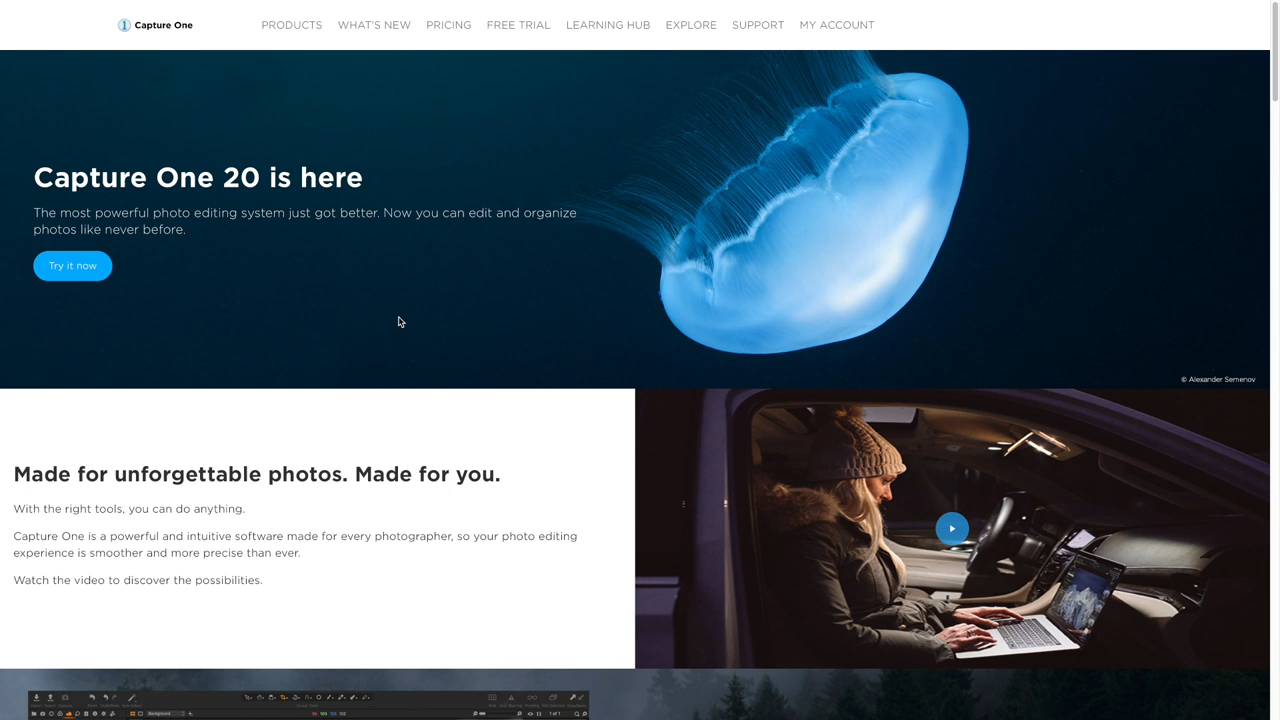 Capture One
PRODUCTS WHAT'S NEW PRICING FREE TRIAL LEARNING HUB EXPLORE SUPPORT MY ACCOUNT
Capture One 20 is here
The most powerful photo editing system just got better. Now you can edit and organize
photos like never before.
Try it now
© Alexander Semenov
Made for unforgettable photos. Made for you.
With the right tools, you can do anything.
Capture One is a powerful and intuitive software made for every photographer, so your photo editing
experience is smoother and more precise than ever.
Watch the video to discover the possibilities.
Background
1 of 1